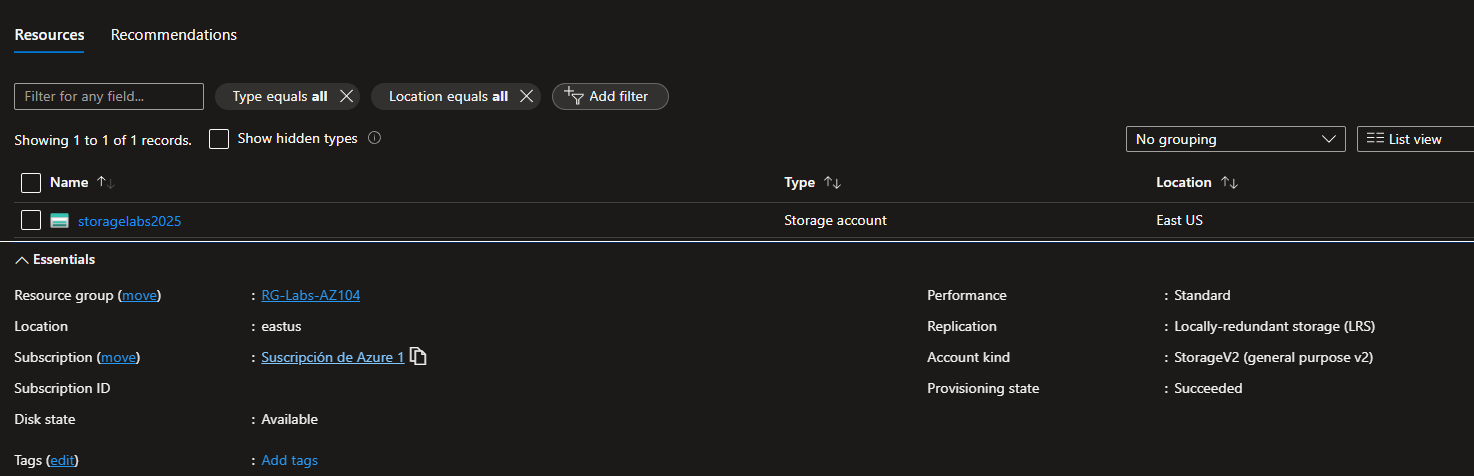 Resources Recommendations
Filter for any field... Type equals all Location equals all Add filter
Showing 1 to 1 of 1 records. Show hidden types No grouping List view
Name Type Location
storagelabs2025 Storage account East US
Essentials
Resource group (move) : RG-Labs-AZ104 Performance : Standard
Location : eastus Replication : Locally-redundant storage (LRS)
Subscription (move) : Suscripción de Azure 1 Account kind : StorageV2 (general purpose v2)
Subscription ID Provisioning state : Succeeded
Disk state : Available
Tags (edit) : Add tags